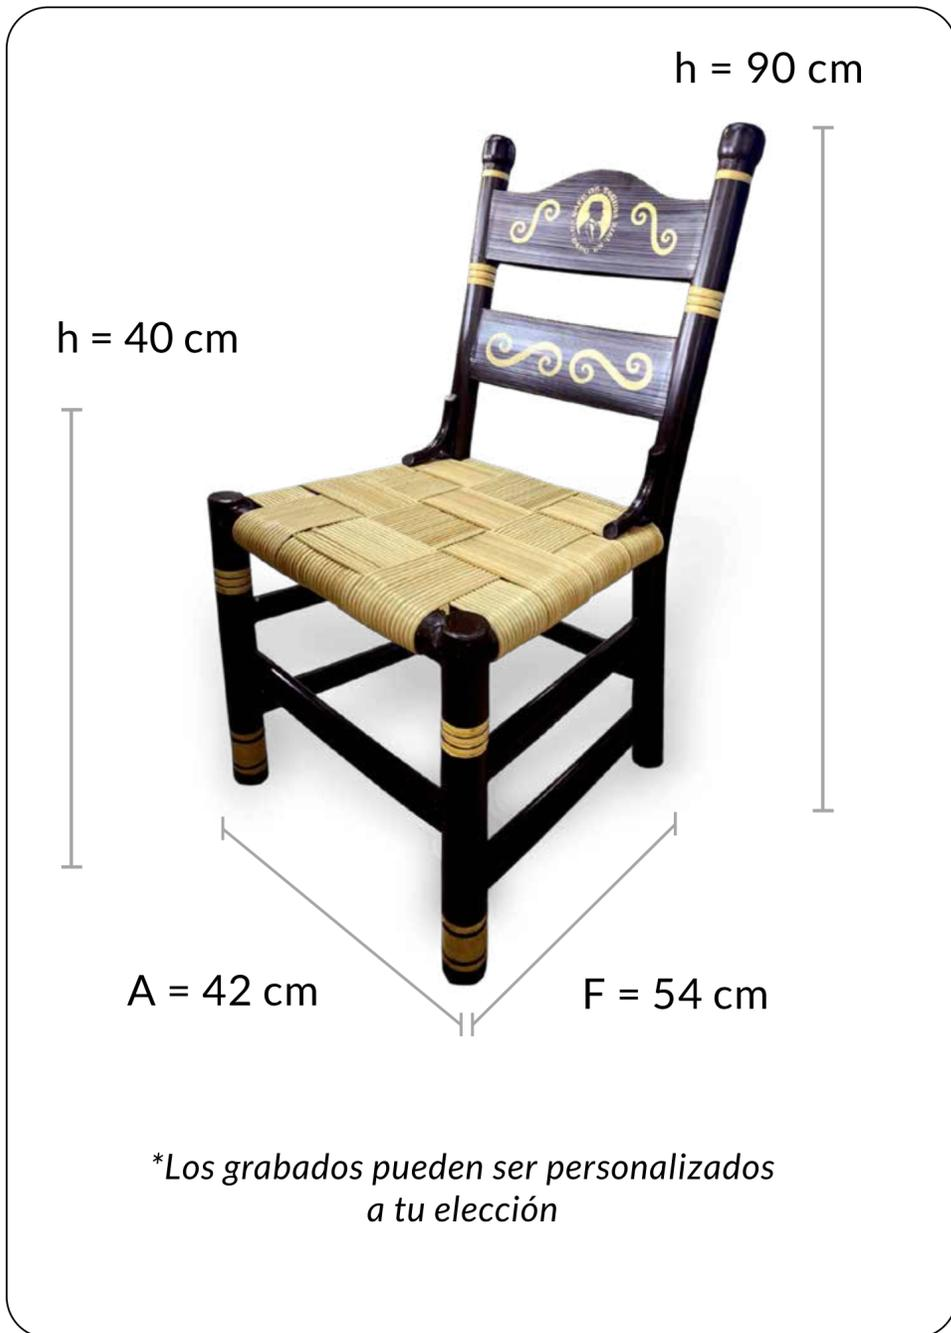 h = 90 cm
h = 40 cm
A = 42 cm
F = 54 cm
*Los grabados pueden ser personalizados
a tu elección